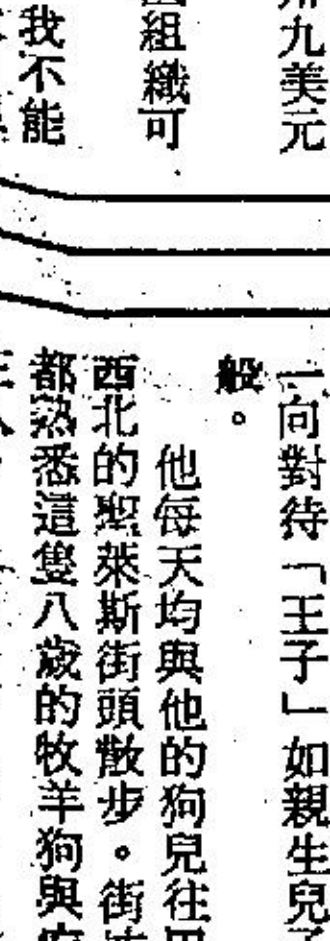 九美元
組織可
我不能
一向對待「王子」如親生兒子
般。
他每天均與他的狗兒往
西北的聖萊斯街頭散步。街
都熟悉這隻八歲的牧羊狗與